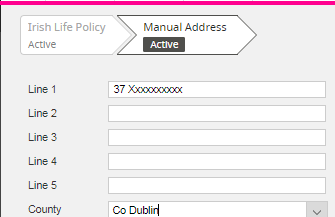 Irish Life Policy
Active
Manual Address
Active
Line 1
37 Xxxxxxxxxx
Line 2
Line 3
Line 4
Line 5
County
Co Dublin